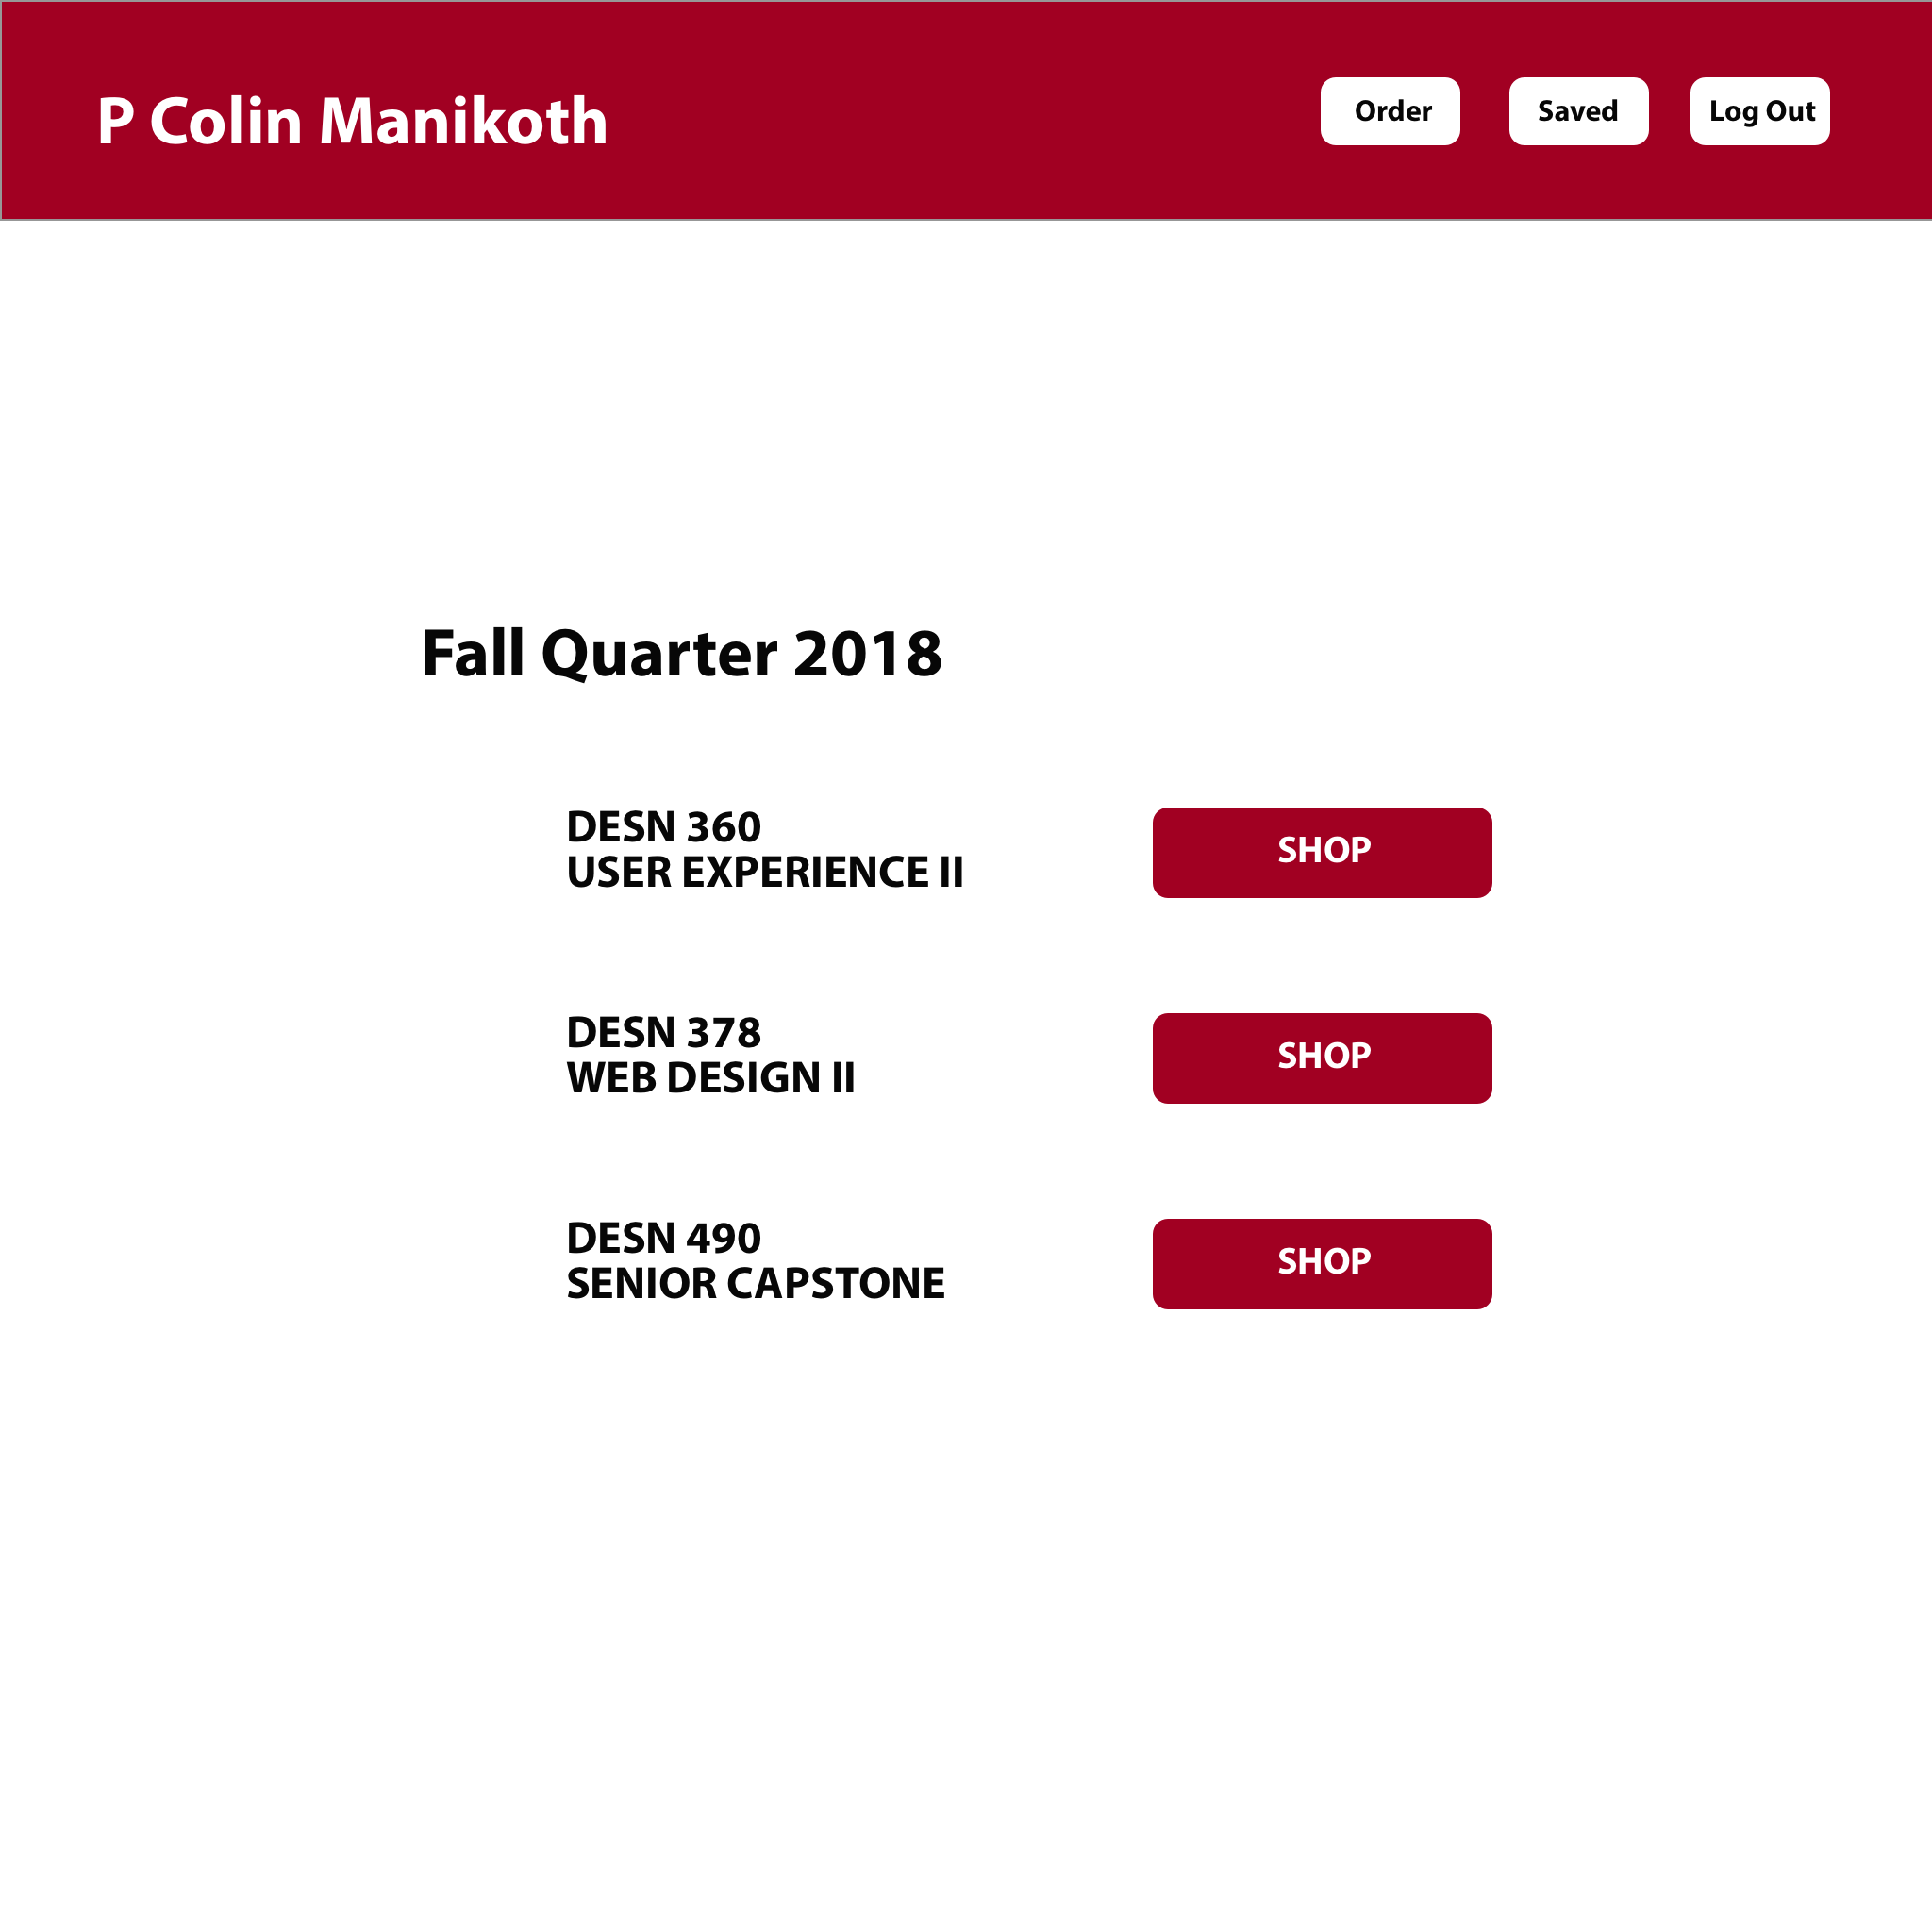 P Colin Manikoth
Order
Saved
Log Out
Fall Quarter 2018
DESN 360
USER EXPERIENCE II
SHOP
DESN 378
WEB DESIGN II
SHOP
DESN 490
SENIOR CAPSTONE
SHOP